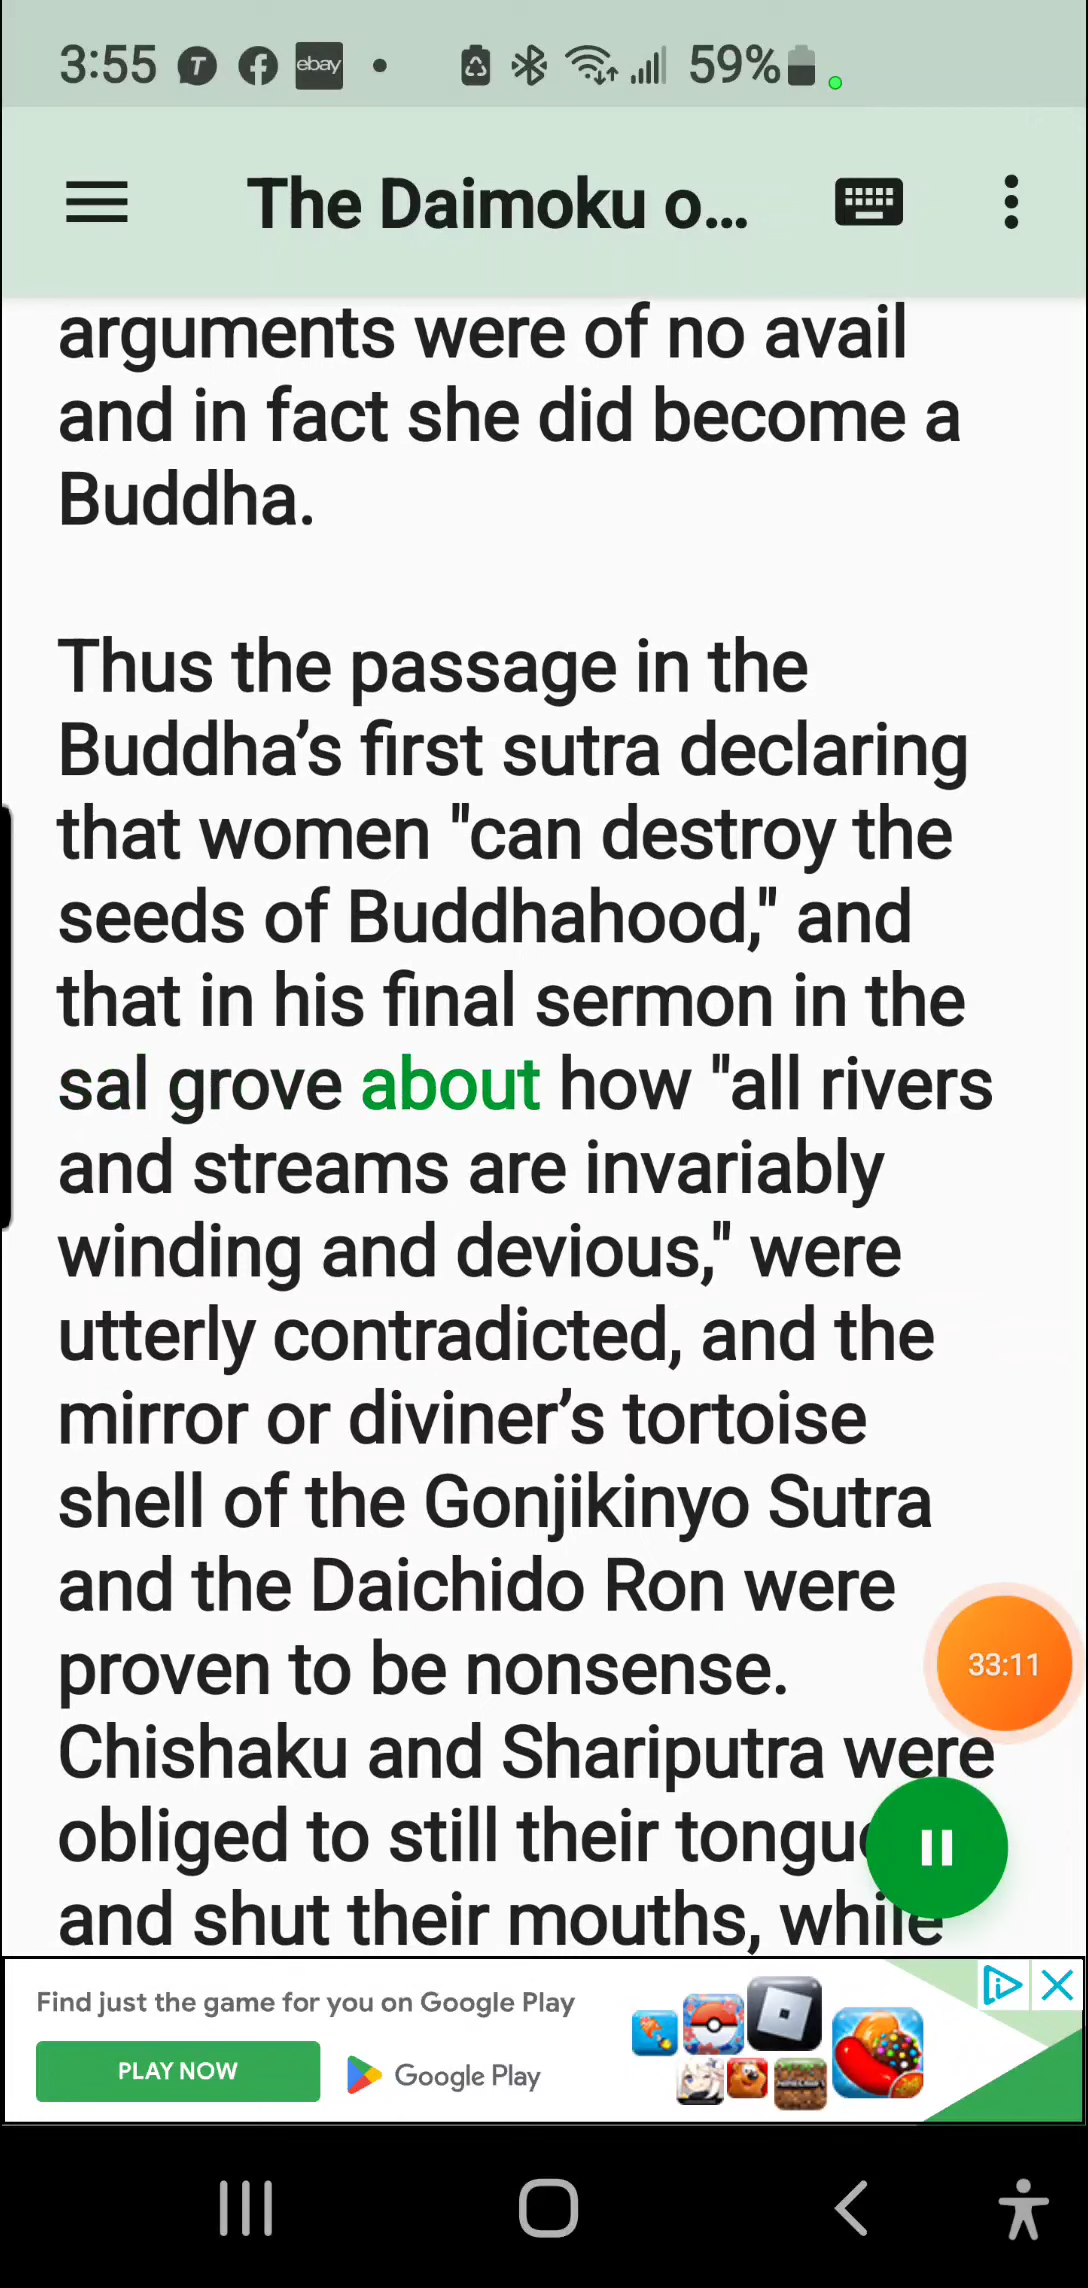 3:55
ebay
59%
The Daimoku o...
arguments were of no avail
and in fact she did become a
Buddha.
Thus the passage in the
Buddha’s first sutra declaring
that women "can destroy the
seeds of Buddhahood," and
that in his final sermon in the
sal grove about how "all rivers
and streams are invariably
winding and devious," were
utterly contradicted, and the
mirror or diviner’s tortoise
shell of the Gonjikinyo Sutra
and the Daichido Ron were
proven to be nonsense.
33:11
Chishaku and Shariputra were
obliged to still their
and shut their mouths, while
Find just the game for you on Google Play
PLAY NOW
Google Play